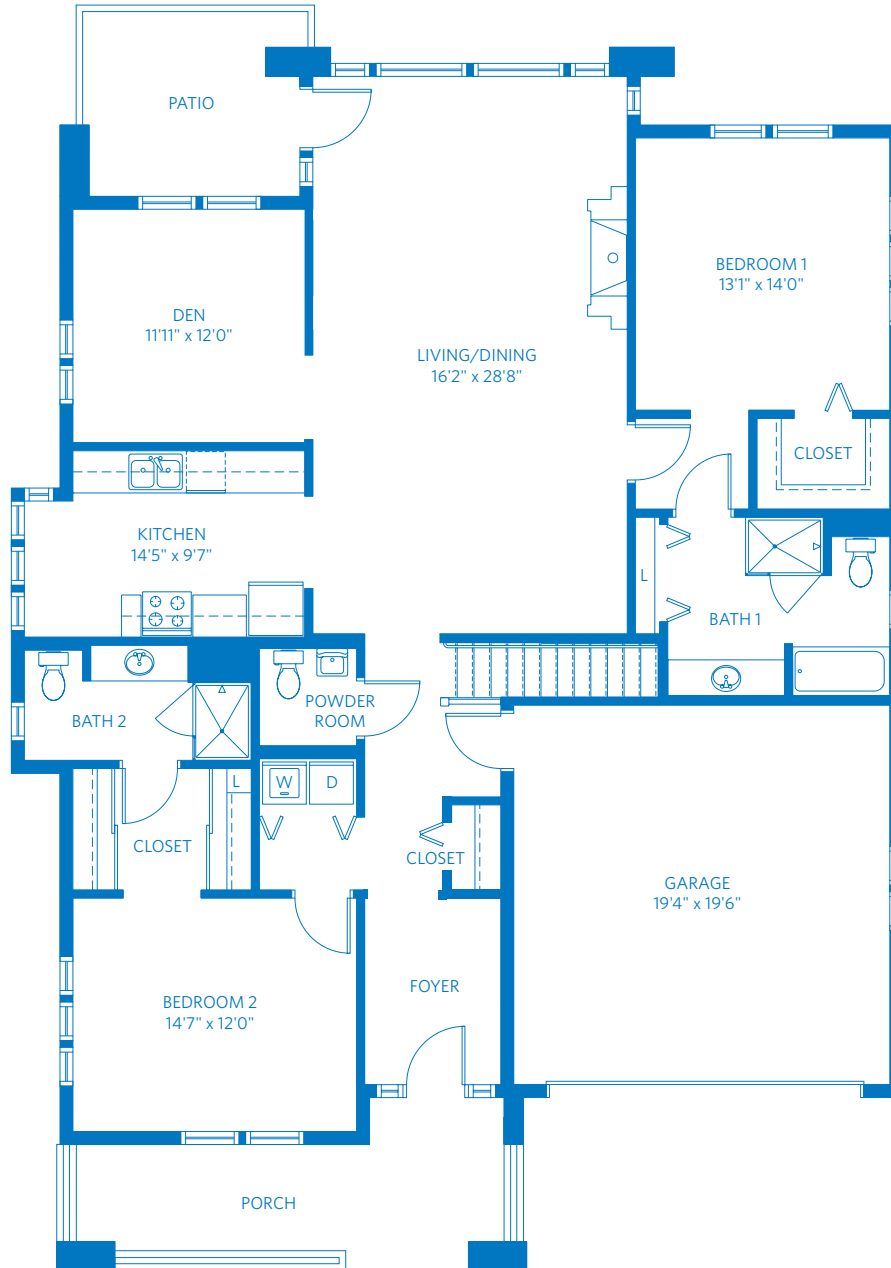 PATIO
BEDROOM 1
13'1" x 14'0"
DEN
11'11" x 12'0"
LIVING/DINING
16'2" x 28'8"
CLOSET
KITCHEN
14'5" x 9'7"
L
BATH 1
POWDER
ROOM
BATH 2
L
W
D
CLOSET
CLOSET
GARAGE
19'4" x 19'6"
FOYER
BEDROOM 2
14'7" x 12'0"
PORCH